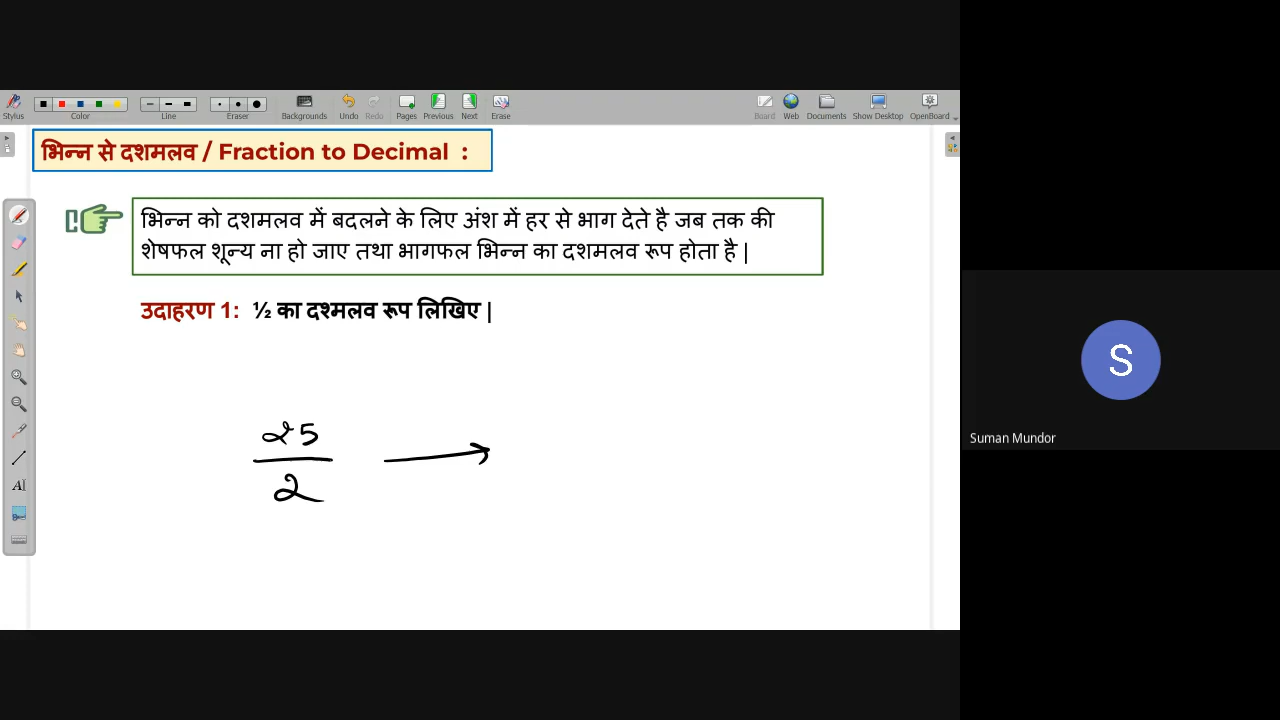 Stylus Color Line Eraser Backgrounds Undo Redo Pages Previous Next Erase Board Web Documents Show Desktop OpenBoard
भिन्न से दशमलव / Fraction to Decimal :
भिन्न को दशमलव में बदलने के लिए अंश में हर से भाग देते है जब तक की
शेषफल शून्य ना हो जाए तथा भागफल भिन्न का दशमलव रूप होता है |
उदाहरण 1: ½ का दश्मलव रूप लिखिए |
25
2
S
Suman Mundor